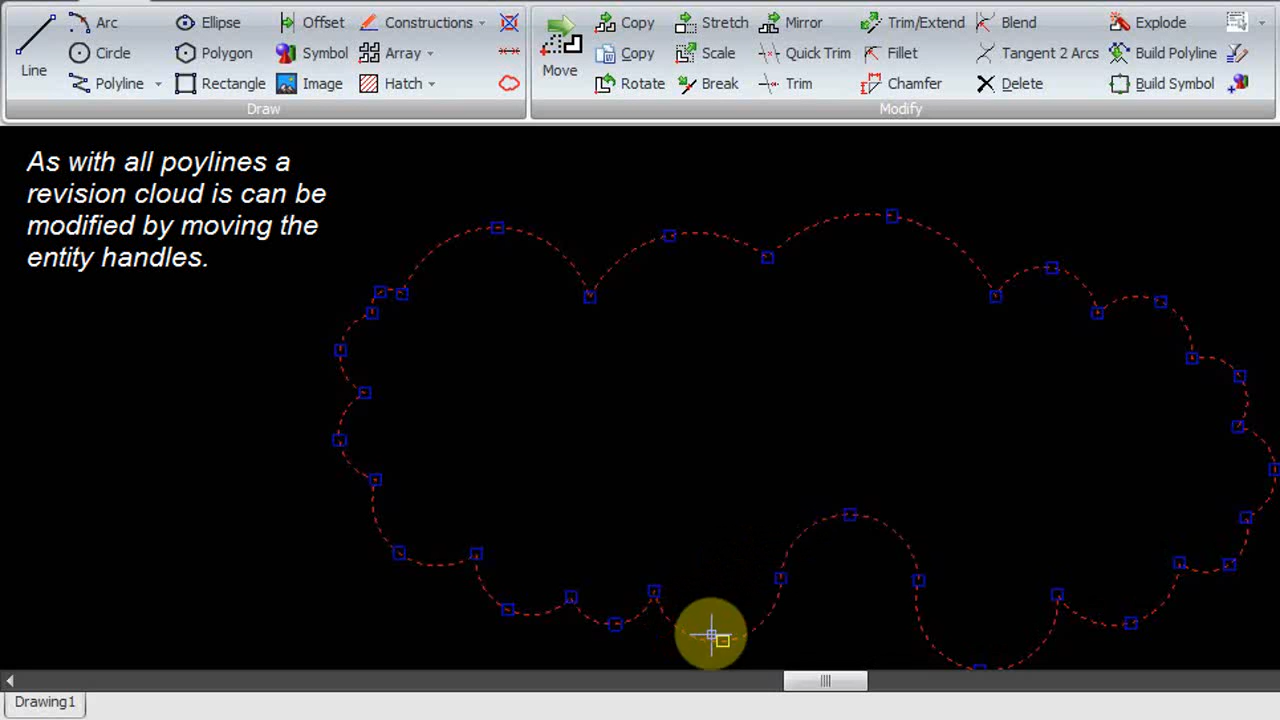 Line
Arc
Circle
Polyline
Ellipse
Polygon
Rectangle
Offset
Symbol
Image
Constructions
Array
Hatch
Draw
Move
Copy
Copy
Rotate
Stretch
Scale
Break
Mirror
Quick Trim
Trim
Trim/Extend
Fillet
Chamfer
Blend
Tangent 2 Arcs
Delete
Explode
Build Polyline
Build Symbol
Modify
As with all poylines a
revision cloud is can be
modified by moving the
entity handles.
Drawing1